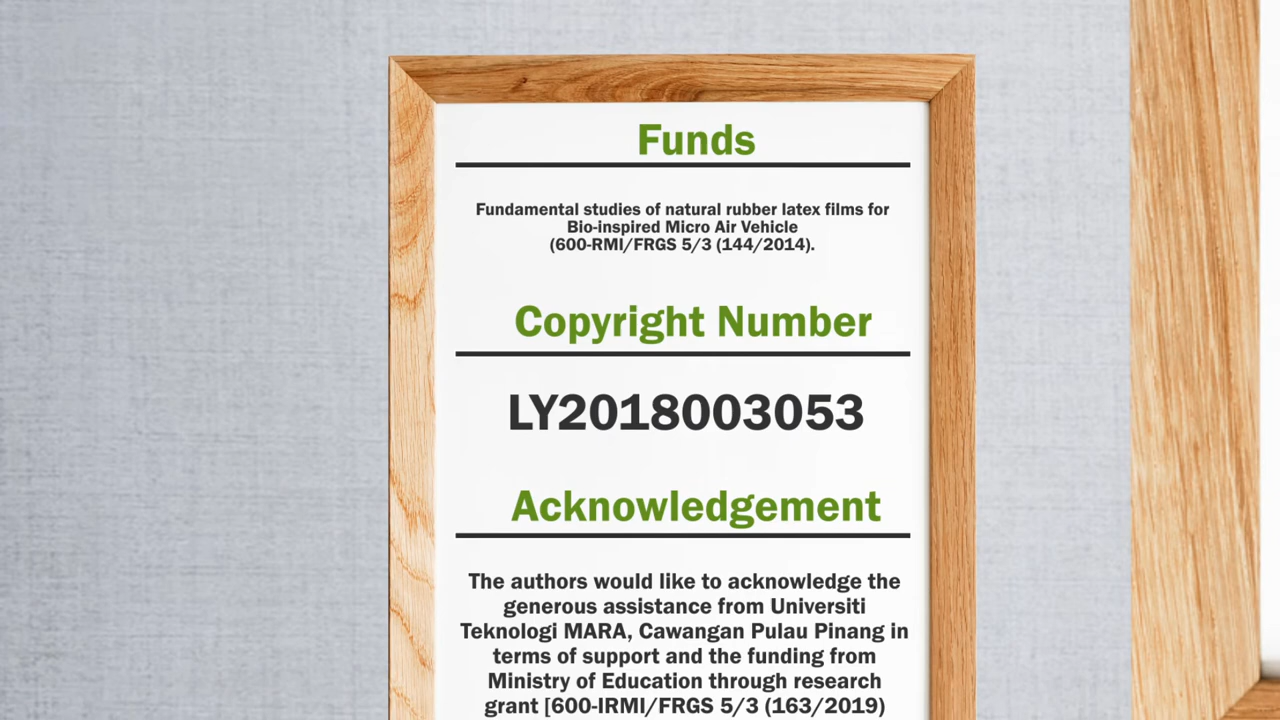 Funds
Fundamental studies of natural rubber latex films for
Bio-inspired Micro Air Vehicle
(600-RMI/FRGS 5/3 (144/2014).
Copyright Number
LY2018003053
Acknowledgement
The authors would like to acknowledge the
generous assistance from Universiti
Teknologi MARA, Cawangan Pulau Pinang in
terms of support and the funding from
Ministry of Education through research
grant [600-IRMI/FRGS 5/3 (163/2019)